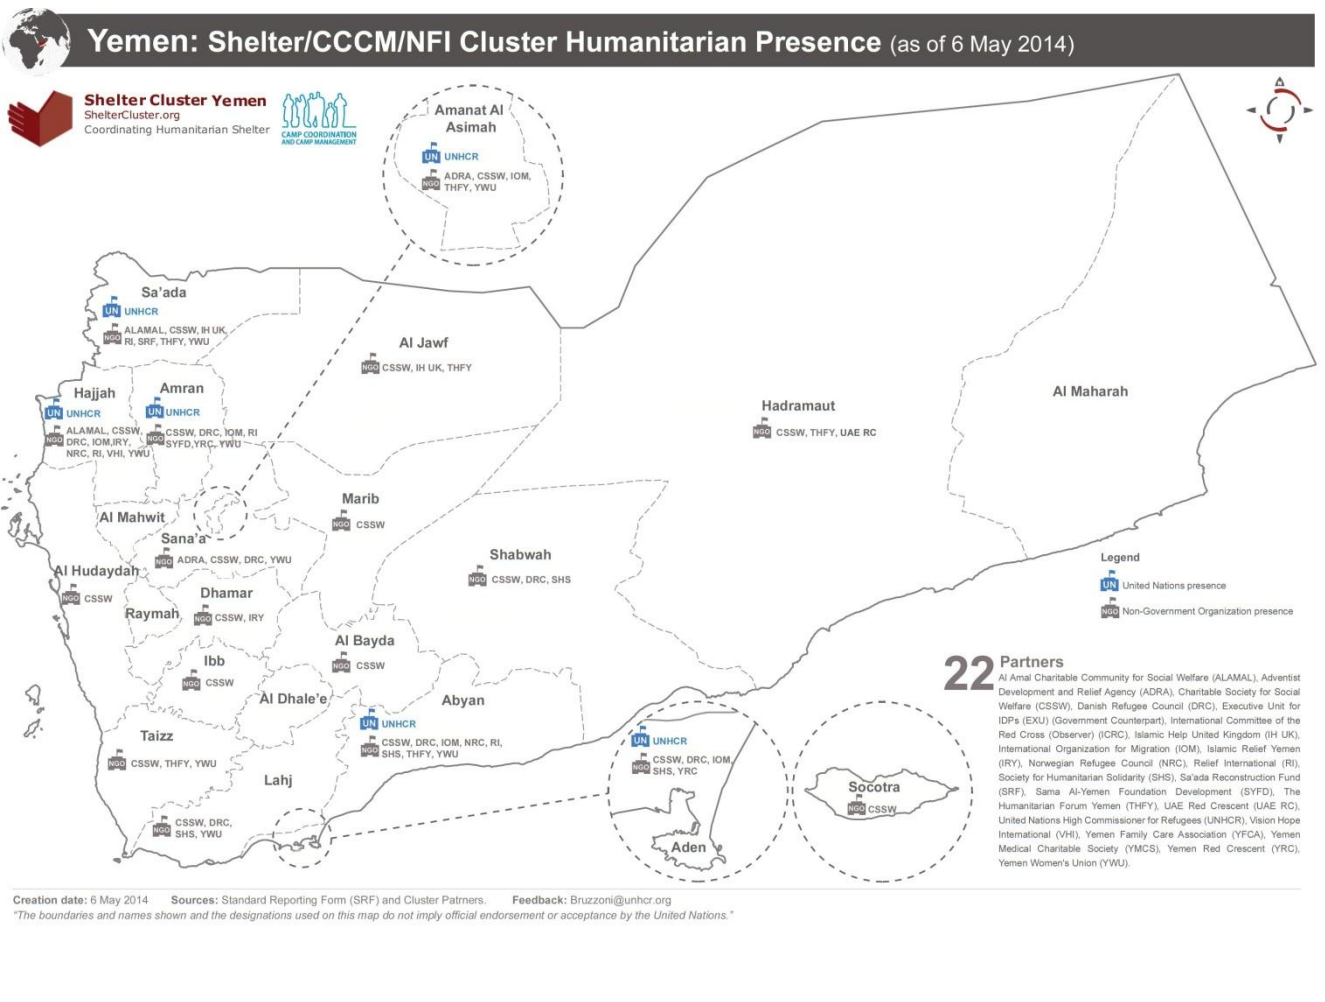 Yemen: Shelter/CCCM/NFI Cluster Humanitarian Presence (as of 6 May 2014)
Shelter Cluster Yemen
ShelterCluster.org
Coordinating Humanitarian Shelter
CAMP COORDINATION
AND CAMP MANAGEMENT
Amanat Al
Asimah
UN UNHCR
NGO ADRA, CSSW, IOM,
THFY, YWU
Sa'ada
UN UNHCR
NGO ALAMAL, CSSW, IH UK,
RI, SRF, THFY, YWU
Al Jawf
NGO CSSW, IH UK, THFY
Hajjah
UN UNHCR
NGO ALAMAL, CSSW,
DRC, IOM,IRY,
NRC, RI, VHI, YWU
Amran
UN UNHCR
NGO CSSW, DRC, IOM, RI
SYFD,YRC, YWU
Hadramaut
NGO CSSW, THFY, UAE RC
Al Maharah
Marib
NGO CSSW
Al Mahwit
Sana'a
NGO ADRA, CSSW, DRC, YWU
Shabwah
NGO CSSW, DRC, SHS
Al Hudaydah
NGO CSSW
Raymah
Dhamar
NGO CSSW, IRY
Al Bayda
NGO CSSW
Ibb
NGO CSSW
Al Dhale'e
Abyan
UN UNHCR
NGO CSSW, DRC, IOM, NRC, RI,
SHS, THFY, YWU
Taizz
NGO CSSW, THFY, YWU
Lahj
NGO CSSW, DRC,
SHS, YWU
UN UNHCR
NGO CSSW, DRC, IOM,
SHS, YRC
Aden
Socotra
NGO CSSW
Legend
UN United Nations presence
NGO Non-Government Organization presence
22 Partners
Al Amal Charitable Community for Social Welfare (ALAMAL), Adventist
Development and Relief Agency (ADRA), Charitable Society for Social
Welfare (CSSW), Danish Refugee Council (DRC), Executive Unit for
IDPs (EXU) (Government Counterpart), International Committee of the
Red Cross (Observer) (ICRC), Islamic Help United Kingdom (IH UK),
International Organization for Migration (IOM), Islamic Relief Yemen
(IRY), Norwegian Refugee Council (NRC), Relief International (RI),
Society for Humanitarian Solidarity (SHS), Sa'ada Reconstruction Fund
(SRF), Sama Al-Yemen Foundation Development (SYFD), The
Humanitarian Forum Yemen (THFY), UAE Red Crescent (UAE RC),
United Nations High Commissioner for Refugees (UNHCR), Vision Hope
International (VHI), Yemen Family Care Association (YFCA), Yemen
Medical Charitable Society (YMCS), Yemen Red Crescent (YRC),
Yemen Women's Union (YWU).
Creation date: 6 May 2014 Sources: Standard Reporting Form (SRF) and Cluster Patrners. Feedback: Bruzzoni@unhcr.org
"The boundaries and names shown and the designations used on this map do not imply official endorsement or acceptance by the United Nations."